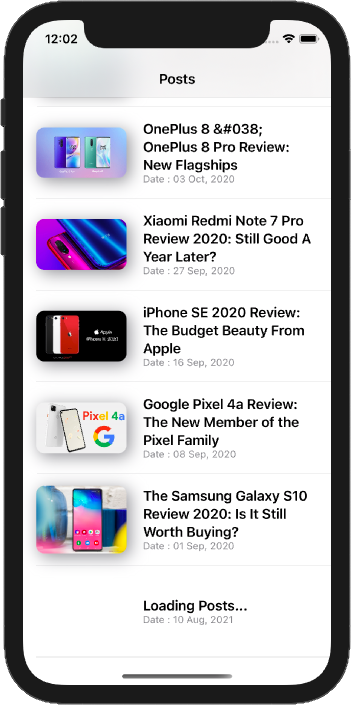 12:02
Posts
OnePlus 8 &#038;
OnePlus 8 Pro Review:
New Flagships
Date : 03 Oct, 2020
Xiaomi Redmi Note 7 Pro
Review 2020: Still Good A
Year Later?
Date : 27 Sep, 2020
Apple
iPhone SE 2020 Review:
The Budget Beauty From
Apple
Date : 16 Sep, 2020
Pixel 4a
Google Pixel 4a Review:
The New Member of the
Pixel Family
Date : 08 Sep, 2020
The Samsung Galaxy S10
Review 2020: Is It Still
Worth Buying?
Date : 01 Sep, 2020
Loading Posts...
Date : 10 Aug, 2021